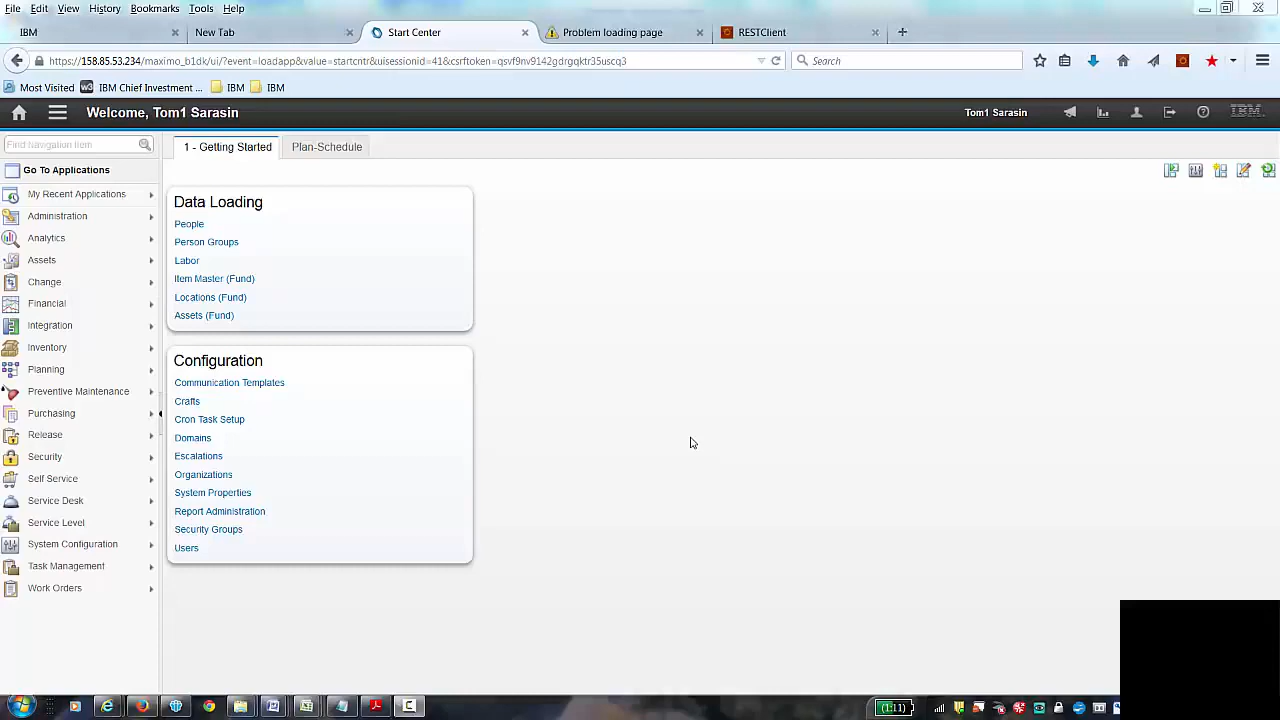 File Edit View History Bookmarks Tools Help
IBM New Tab Start Center Problem loading page RESTClient
https://158.85.53.234/maximo_b1dk/ui/?event=loadapp&value=startcntr&uisessionid=41&csrftoken=qsvf9nv9142gdrgqktr35uscq3 Search
Most Visited w3 IBM Chief Investment ... IBM IBM
Welcome, Tom1 Sarasin Tom1 Sarasin IBM
Find Navigation Item
1 - Getting Started Plan-Schedule
Go To Applications
My Recent Applications
Administration
Analytics
Assets
Change
Financial
Integration
Inventory
Planning
Preventive Maintenance
Purchasing
Release
Security
Self Service
Service Desk
Service Level
System Configuration
Task Management
Work Orders
Data Loading
People
Person Groups
Labor
Item Master (Fund)
Locations (Fund)
Assets (Fund)
Configuration
Communication Templates
Crafts
Cron Task Setup
Domains
Escalations
Organizations
System Properties
Report Administration
Security Groups
Users
(1:11)